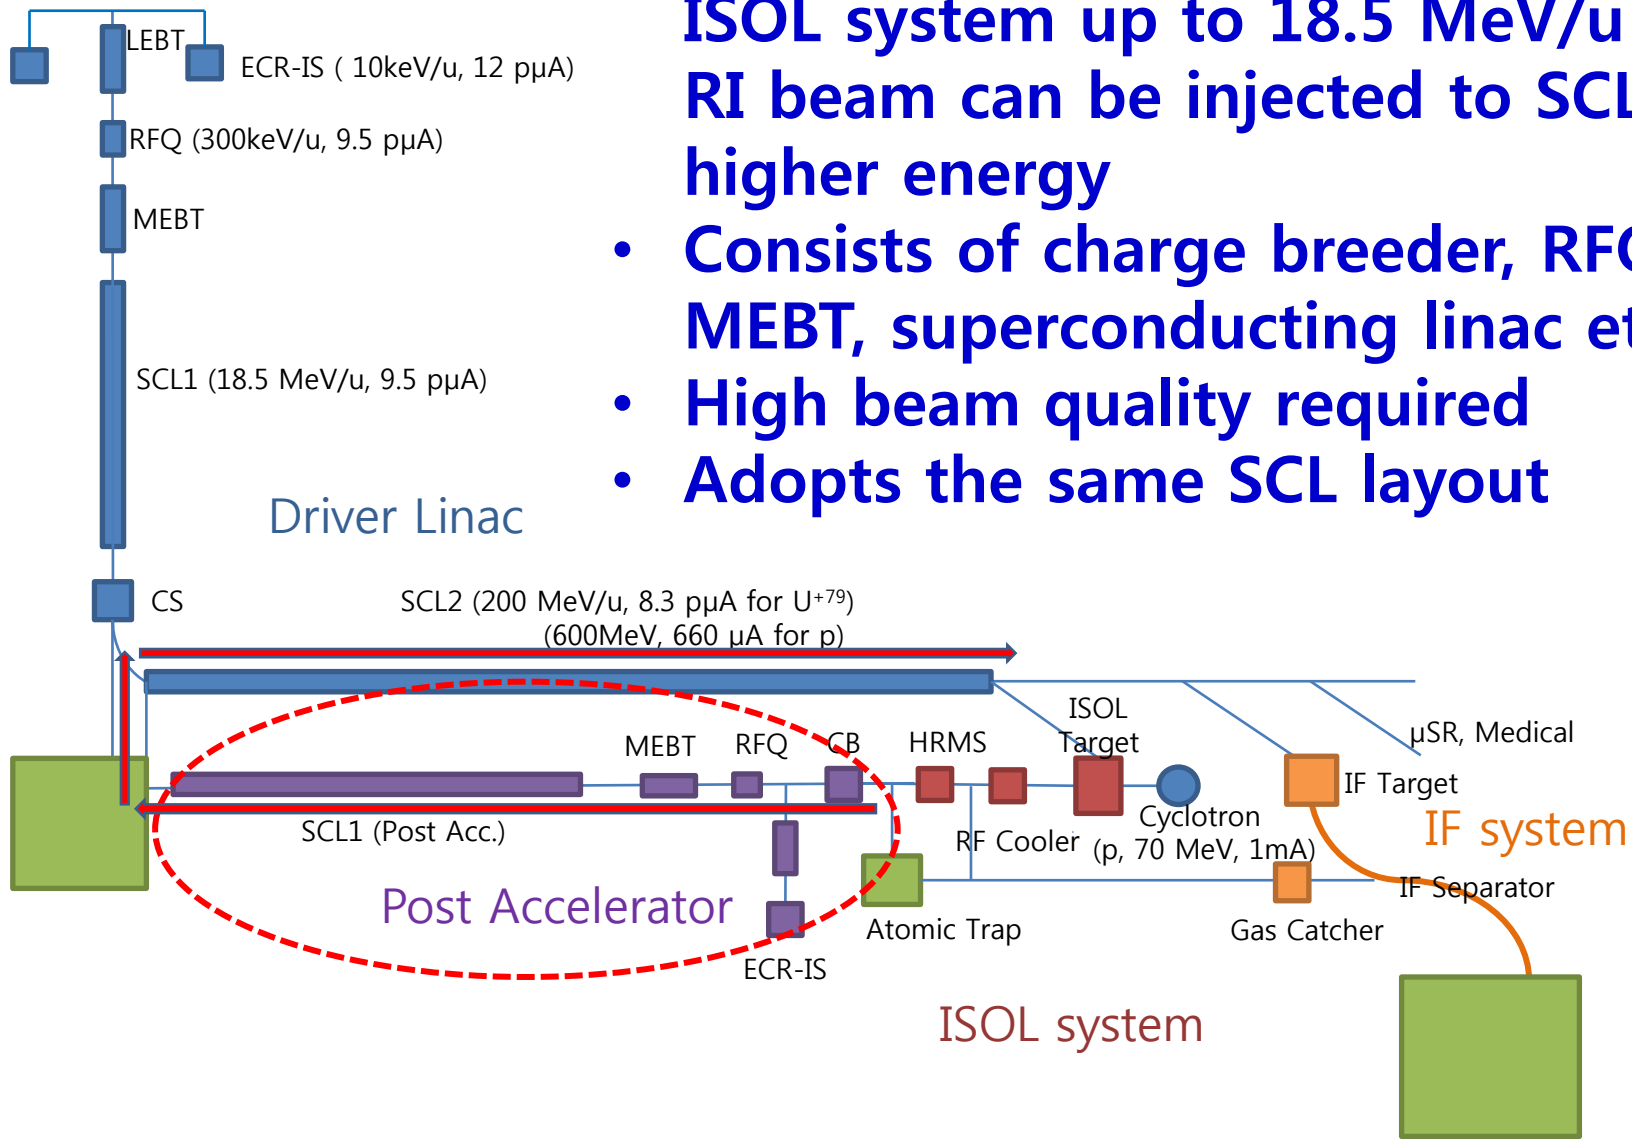 ISOL system up to 18.5 MeV/u
RI beam can be injected to SCL
higher energy
• Consists of charge breeder, RFQ
MEBT, superconducting linac et
• High beam quality required
• Adopts the same SCL layout
LEBT
ECR-IS ( 10keV/u, 12 pμA)
RFQ (300keV/u, 9.5 pμA)
MEBT
SCL1 (18.5 MeV/u, 9.5 pμA)
Driver Linac
CS
SCL2 (200 MeV/u, 8.3 pμA for U⁺⁷⁹)
(600MeV, 660 μA for p)
MEBT
RFQ
CB
HRMS
ISOL
Target
μSR, Medical
IF Target
SCL1 (Post Acc.)
RF Cooler
Cyclotron
(p, 70 MeV, 1mA)
IF system
Post Accelerator
IF Separator
Atomic Trap
Gas Catcher
ECR-IS
ISOL system